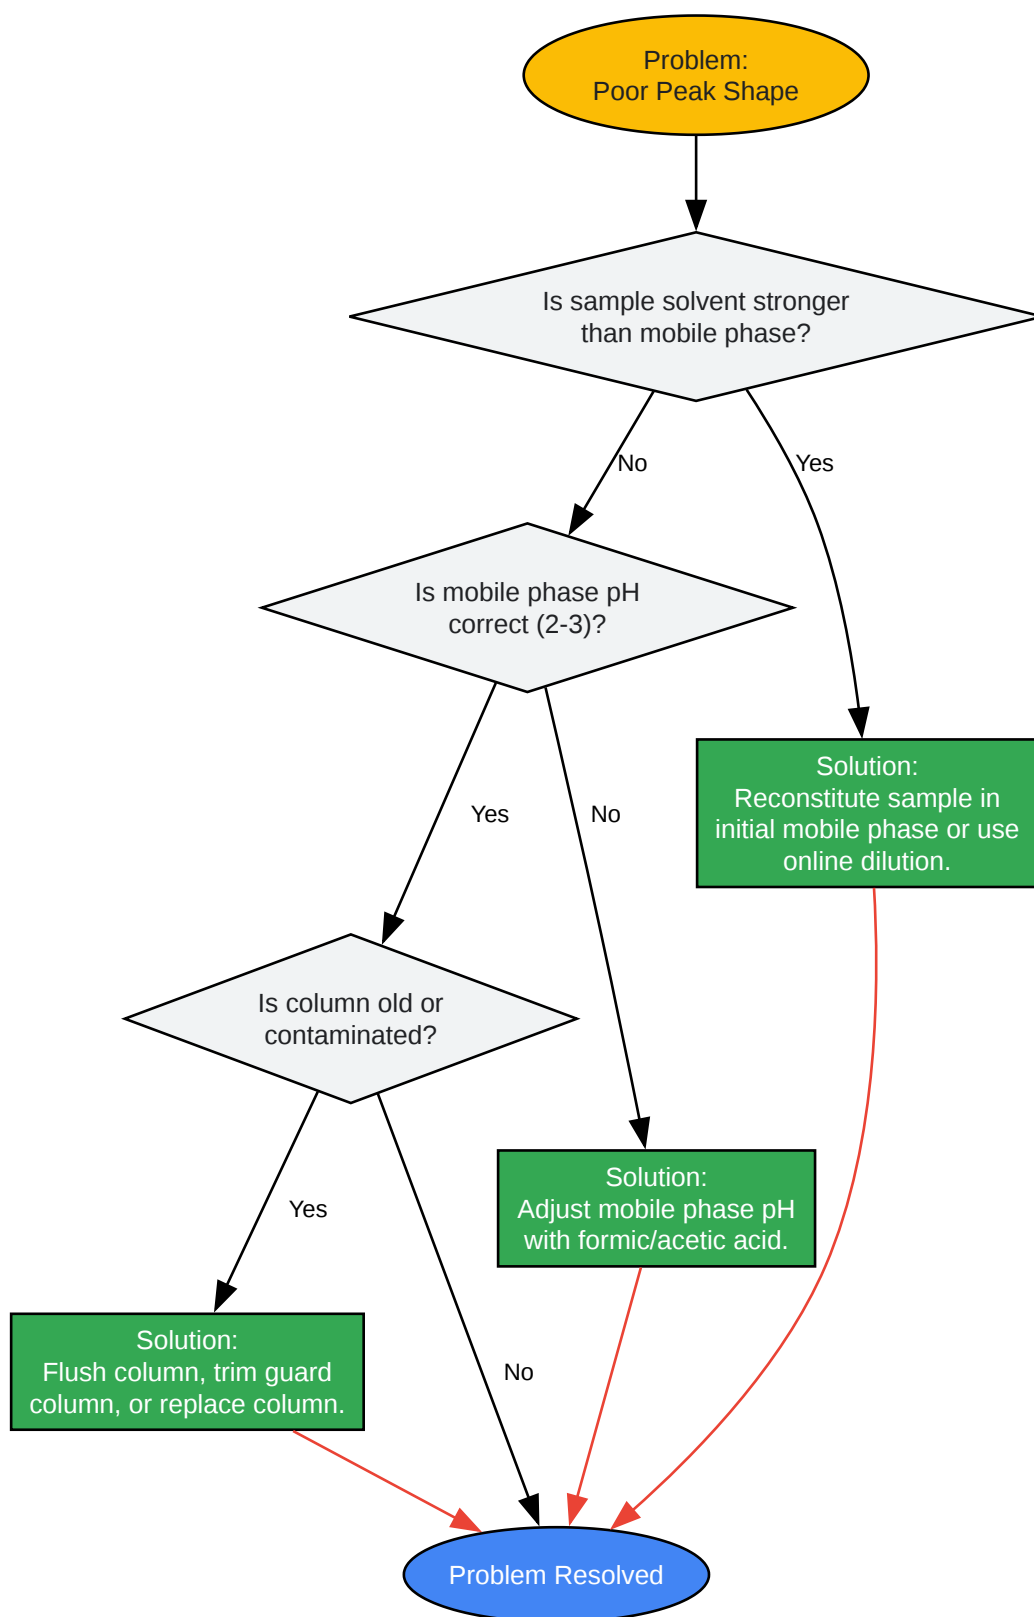 Problem:
Poor Peak Shape
Is sample solvent stronger
than mobile phase?
No
Yes
Is mobile phase pH
correct (2-3)?
Solution:
Reconstitute sample in
initial mobile phase or use
online dilution.
Yes
No
Is column old or
contaminated?
Solution:
Adjust mobile phase pH
with formic/acetic acid.
Yes
No
Solution:
Flush column, trim guard
column, or replace column.
Problem Resolved